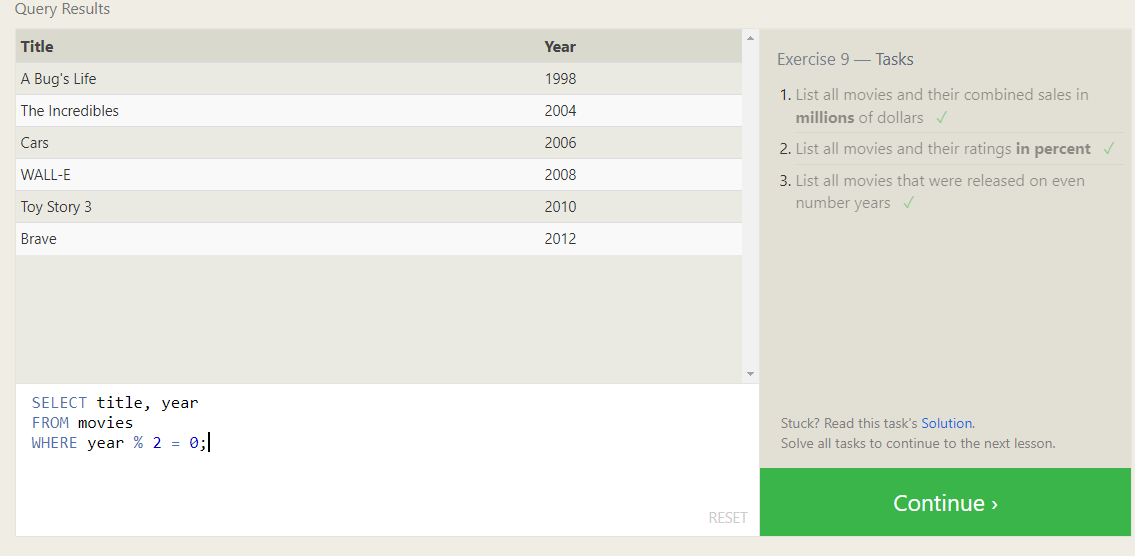 Query Results
Title Year
A Bug's Life 1998
The Incredibles 2004
Cars 2006
WALL-E 2008
Toy Story 3 2010
Brave 2012
SELECT title, year
FROM movies
WHERE year % 2 = 0;
RESET
Exercise 9 — Tasks
1. List all movies and their combined sales in
millions of dollars ✓
2. List all movies and their ratings in percent ✓
3. List all movies that were released on even
number years ✓
Stuck? Read this task's Solution.
Solve all tasks to continue to the next lesson.
Continue ›